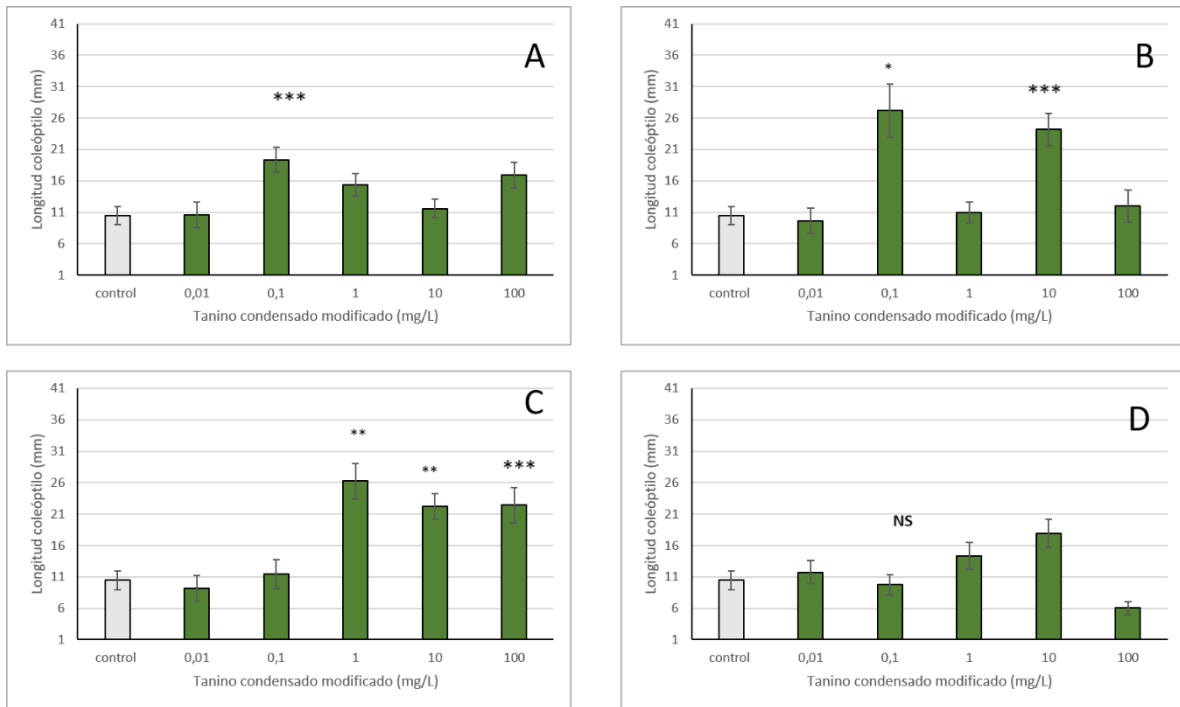 A
***
Longitud coleóptilo (mm)
41
36
31
26
21
16
11
6
1
control 0,01 0,1 1 10 100
Tanino condensado modificado (mg/L)
B
*
***
Longitud coleóptilo (mm)
41
36
31
26
21
16
11
6
1
control 0,01 0,1 1 10 100
Tanino condensado modificado (mg/L)
C
**
**
***
Longitud coleóptilo (mm)
41
36
31
26
21
16
11
6
1
control 0,01 0,1 1 10 100
Tanino condensado modificado (mg/L)
D
NS
Longitud coleóptilo (mm)
41
36
31
26
21
16
11
6
1
control 0,01 0,1 1 10 100
Tanino condensado modificado (mg/L)